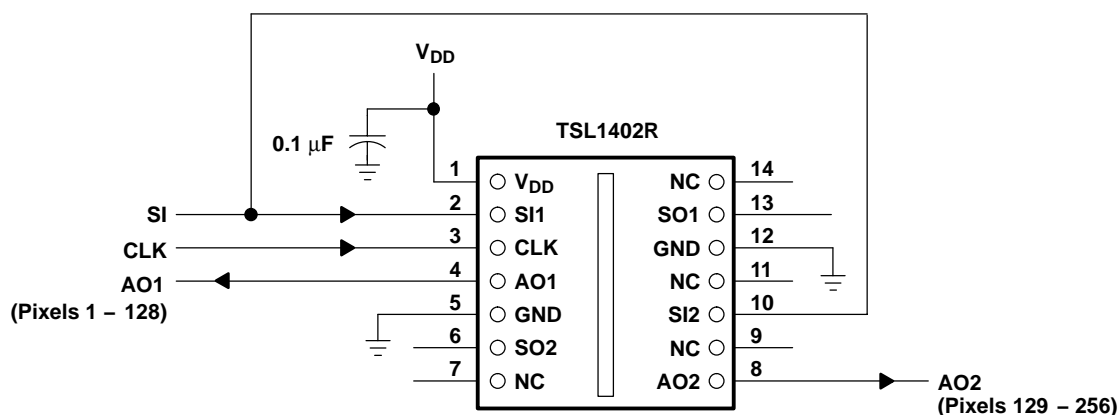 VDD
0.1 µF
TSL1402R
1
VDD
NC
14
SI
2
SI1
SO1
13
CLK
3
CLK
GND
12
AO1
(Pixels 1 – 128)
4
AO1
NC
11
5
GND
SI2
10
6
SO2
NC
9
7
NC
AO2
8
AO2
(Pixels 129 – 256)